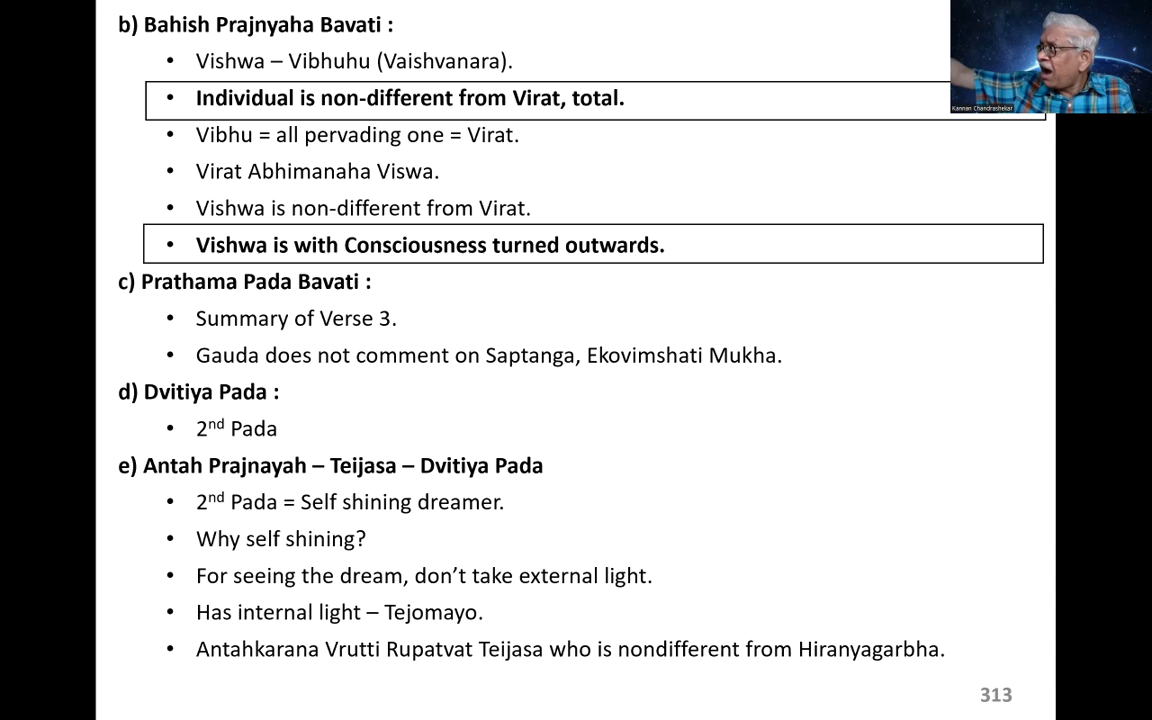 b) Bahish Prajnyaha Bavati :
• Vishwa – Vibhuhu (Vaishvanara).
• Individual is non-different from Virat, total.
• Vibhu = all pervading one = Virat.
• Virat Abhimanaha Viswa.
• Vishwa is non-different from Virat.
• Vishwa is with Consciousness turned outwards.
c) Prathama Pada Bavati :
• Summary of Verse 3.
• Gauda does not comment on Saptanga, Ekovimshati Mukha.
d) Dvitiya Pada :
• 2nd Pada
e) Antah Prajnayah – Teijasa – Dvitiya Pada
• 2nd Pada = Self shining dreamer.
• Why self shining?
• For seeing the dream, don’t take external light.
• Has internal light – Tejomayo.
• Antahkarana Vrutti Rupatvat Teijasa who is nondifferent from Hiranyagarbha.
313
Kannan Chandrashekar